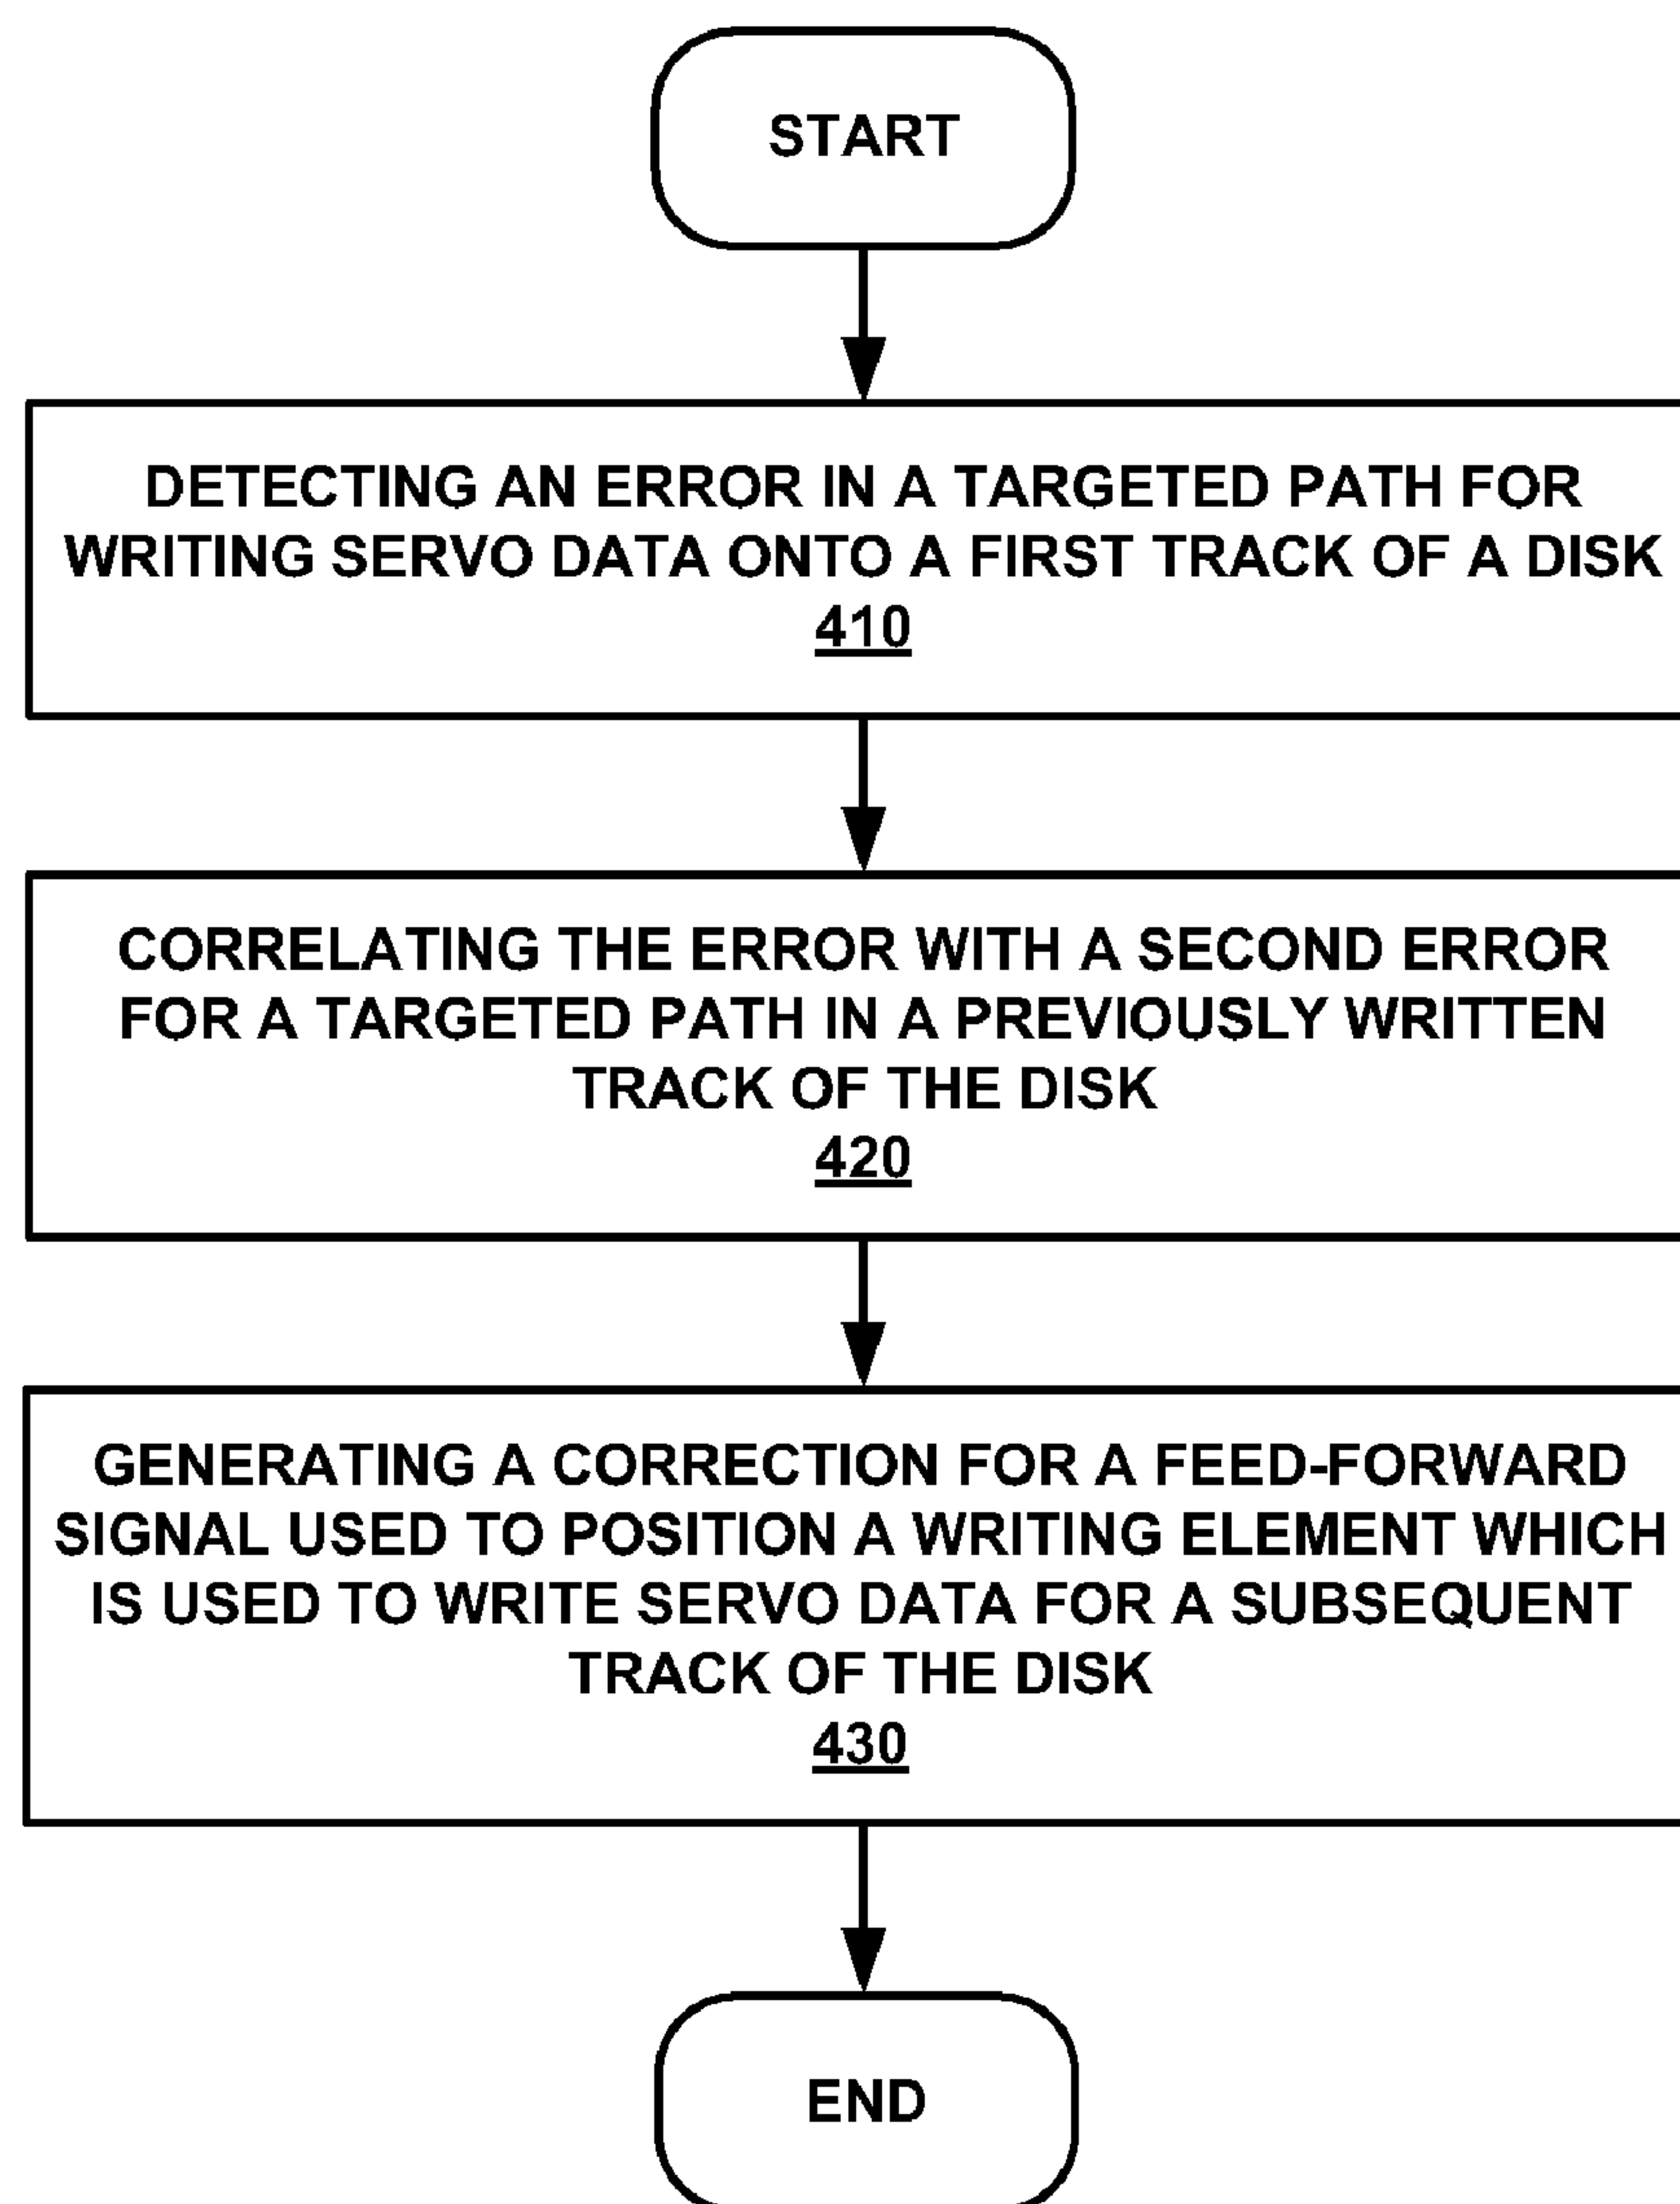 START
DETECTING AN ERROR IN A TARGETED PATH FOR
WRITING SERVO DATA ONTO A FIRST TRACK OF A DISK
410
CORRELATING THE ERROR WITH A SECOND ERROR
FOR A TARGETED PATH IN A PREVIOUSLY WRITTEN
TRACK OF THE DISK
420
GENERATING A CORRECTION FOR A FEED-FORWARD
SIGNAL USED TO POSITION A WRITING ELEMENT WHICH
IS USED TO WRITE SERVO DATA FOR A SUBSEQUENT
TRACK OF THE DISK
430
END